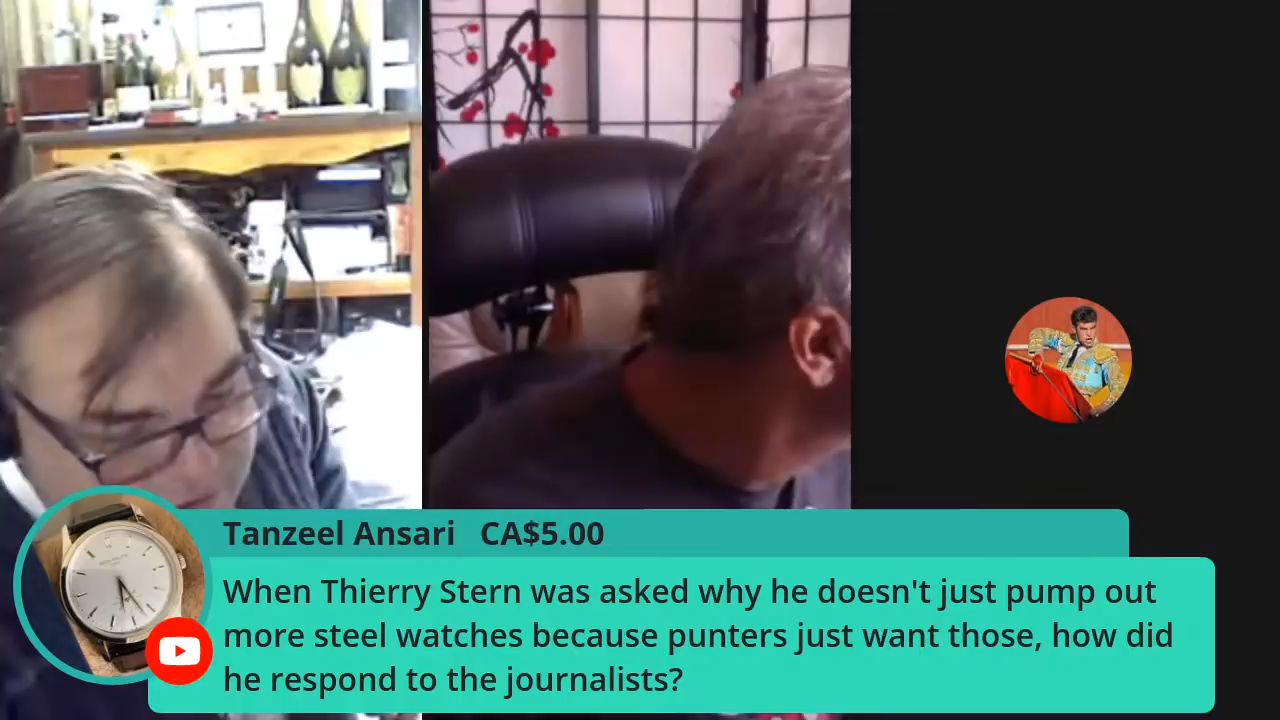 Tanzeel Ansari CA$5.00
When Thierry Stern was asked why he doesn't just pump out
more steel watches because punters just want those, how did
he respond to the journalists?